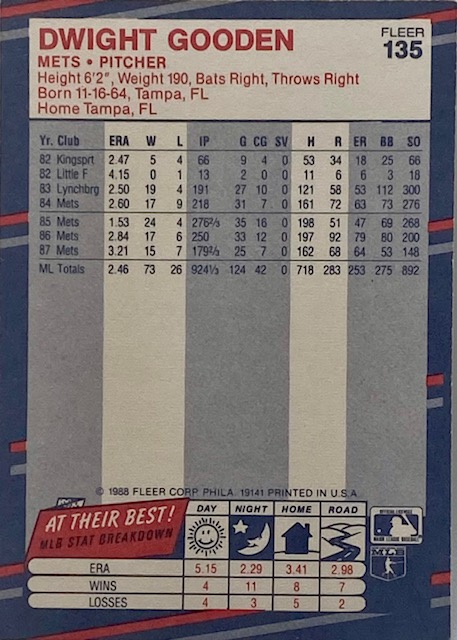 DWIGHT GOODEN
FLEER
135
METS • PITCHER
Height 6'2", Weight 190, Bats Right, Throws Right
Born 11-16-64, Tampa, FL
Home Tampa, FL
Yr. Club ERA W L IP G CG SV H R ER BB SO
82 Kingsprt 2.47 5 4 66 9 4 0 53 34 18 25 66
82 Little F 4.15 0 1 13 2 0 0 11 6 6 3 18
83 Lynchbrg 2.50 19 4 191 27 10 0 121 58 53 112 300
84 Mets 2.60 17 9 218 31 7 0 161 72 63 73 276
85 Mets 1.53 24 4 276⅔ 35 16 0 198 51 47 69 268
86 Mets 2.84 17 6 250 33 12 0 197 92 79 80 200
87 Mets 3.21 15 7 179⅔ 25 7 0 162 68 64 53 148
ML Totals 2.46 73 26 924⅓ 124 42 0 718 283 253 275 892
© 1988 FLEER CORP. PHILA. 19141 PRINTED IN U.S.A.
AT THEIR BEST!
MLB STAT BREAKDOWN
DAY NIGHT HOME ROAD
ERA 5.15 2.29 3.41 2.98
WINS 4 11 8 7
LOSSES 4 3 5 2
MAJOR LEAGUE BASEBALL
MLB